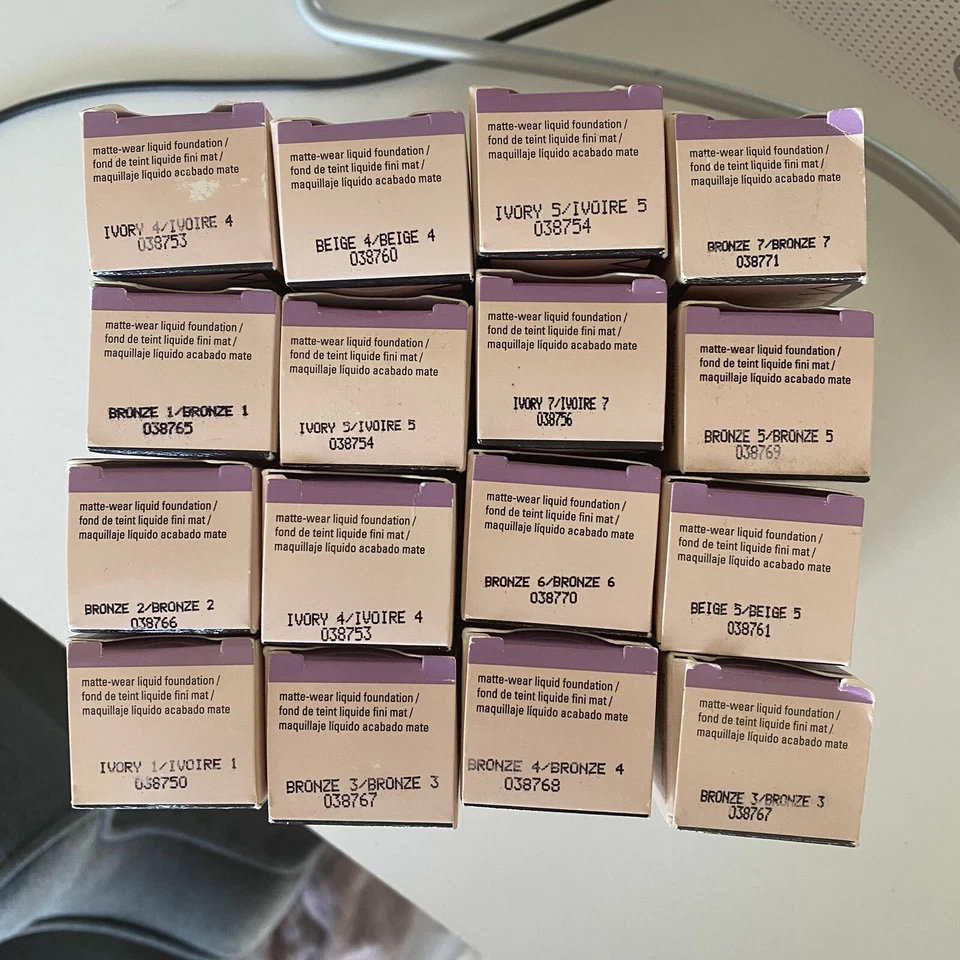 matte-wear liquid foundation /
fond de teint liquide fini mat /
maquillaje líquido acabado mate
IVORY 4/IVOIRE 4
038753
matte-wear liquid foundation /
fond de teint liquide fini mat /
maquillaje líquido acabado mate
BEIGE 4/BEIGE 4
038760
matte-wear liquid foundation /
fond de teint liquide fini mat /
maquillaje líquido acabado mate
IVORY 5/IVOIRE 5
038754
matte-wear liquid foundation /
fond de teint liquide fini mat /
maquillaje líquido acabado mate
BRONZE 7/BRONZE 7
038771
matte-wear liquid foundation /
fond de teint liquide fini mat /
maquillaje líquido acabado mate
BRONZE 1/BRONZE 1
038765
matte-wear liquid foundation /
fond de teint liquide fini mat /
maquillaje líquido acabado mate
IVORY 5/IVOIRE 5
038754
matte-wear liquid foundation /
fond de teint liquide fini mat /
maquillaje líquido acabado mate
IVORY 7/IVOIRE 7
038756
matte-wear liquid foundation /
fond de teint liquide fini mat /
maquillaje líquido acabado mate
BRONZE 5/BRONZE 5
038769
matte-wear liquid foundation /
fond de teint liquide fini mat /
maquillaje líquido acabado mate
BRONZE 2/BRONZE 2
038766
matte-wear liquid foundation /
fond de teint liquide fini mat /
maquillaje líquido acabado mate
IVORY 4/IVOIRE 4
038753
matte-wear liquid foundation /
fond de teint liquide fini mat /
maquillaje líquido acabado mate
BRONZE 6/BRONZE 6
038770
matte-wear liquid foundation /
fond de teint liquide fini mat /
maquillaje líquido acabado mate
BEIGE 5/BEIGE 5
038761
matte-wear liquid foundation /
fond de teint liquide fini mat /
maquillaje líquido acabado mate
IVORY 1/IVOIRE 1
038750
matte-wear liquid foundation /
fond de teint liquide fini mat /
maquillaje líquido acabado mate
BRONZE 3/BRONZE 3
038767
matte-wear liquid foundation /
fond de teint liquide fini mat /
maquillaje líquido acabado mate
BRONZE 4/BRONZE 4
038768
matte-wear liquid foundation /
fond de teint liquide fini mat /
maquillaje líquido acabado mate
BRONZE 3/BRONZE 3
038767